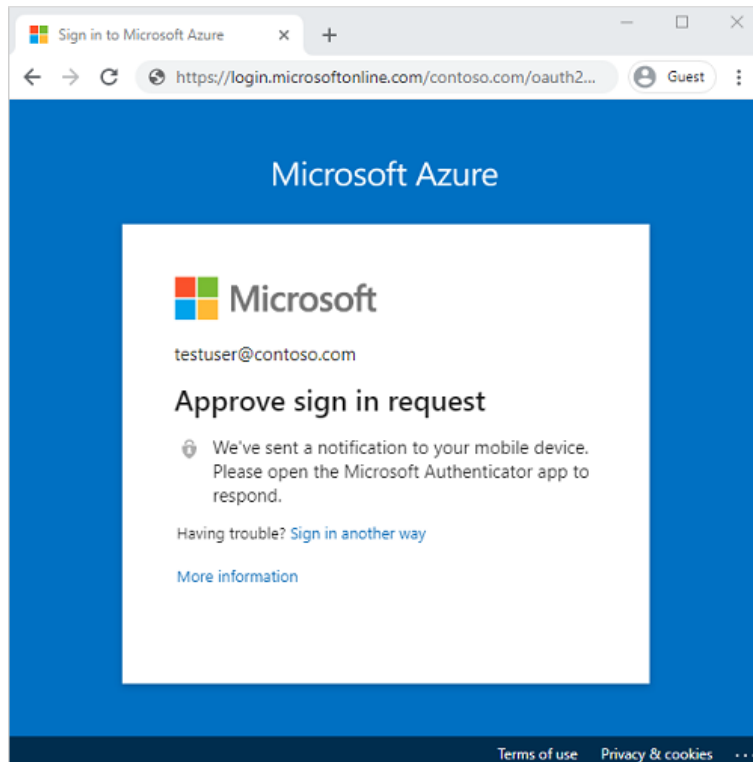 Sign in to Microsoft Azure
https://login.microsoftonline.com/contoso.com/oauth2...
Guest
Microsoft Azure
Microsoft
testuser@contoso.com
Approve sign in request
We've sent a notification to your mobile device.
Please open the Microsoft Authenticator app to
respond.
Having trouble? Sign in another way
More information
Terms of use Privacy & cookies ...